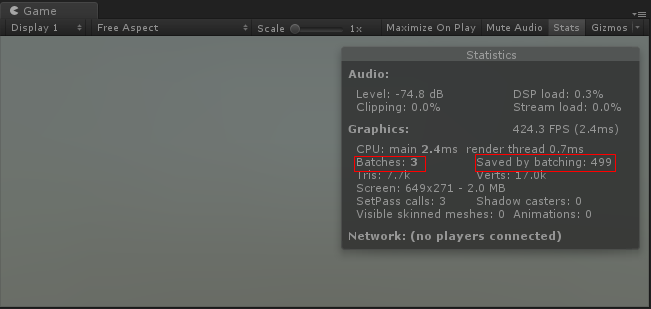 Game
Display 1 Free Aspect Scale 1x Maximize On Play Mute Audio Stats Gizmos
Statistics
Audio:
Level: -74.8 dB DSP load: 0.3%
Clipping: 0.0% Stream load: 0.0%
Graphics: 424.3 FPS (2.4ms)
CPU: main 2.4ms render thread 0.7ms
Batches: 3 Saved by batching: 499
Tris: 7.7k Verts: 17.0k
Screen: 649x271 - 2.0 MB
SetPass calls: 3 Shadow casters: 0
Visible skinned meshes: 0 Animations: 0
Network: (no players connected)